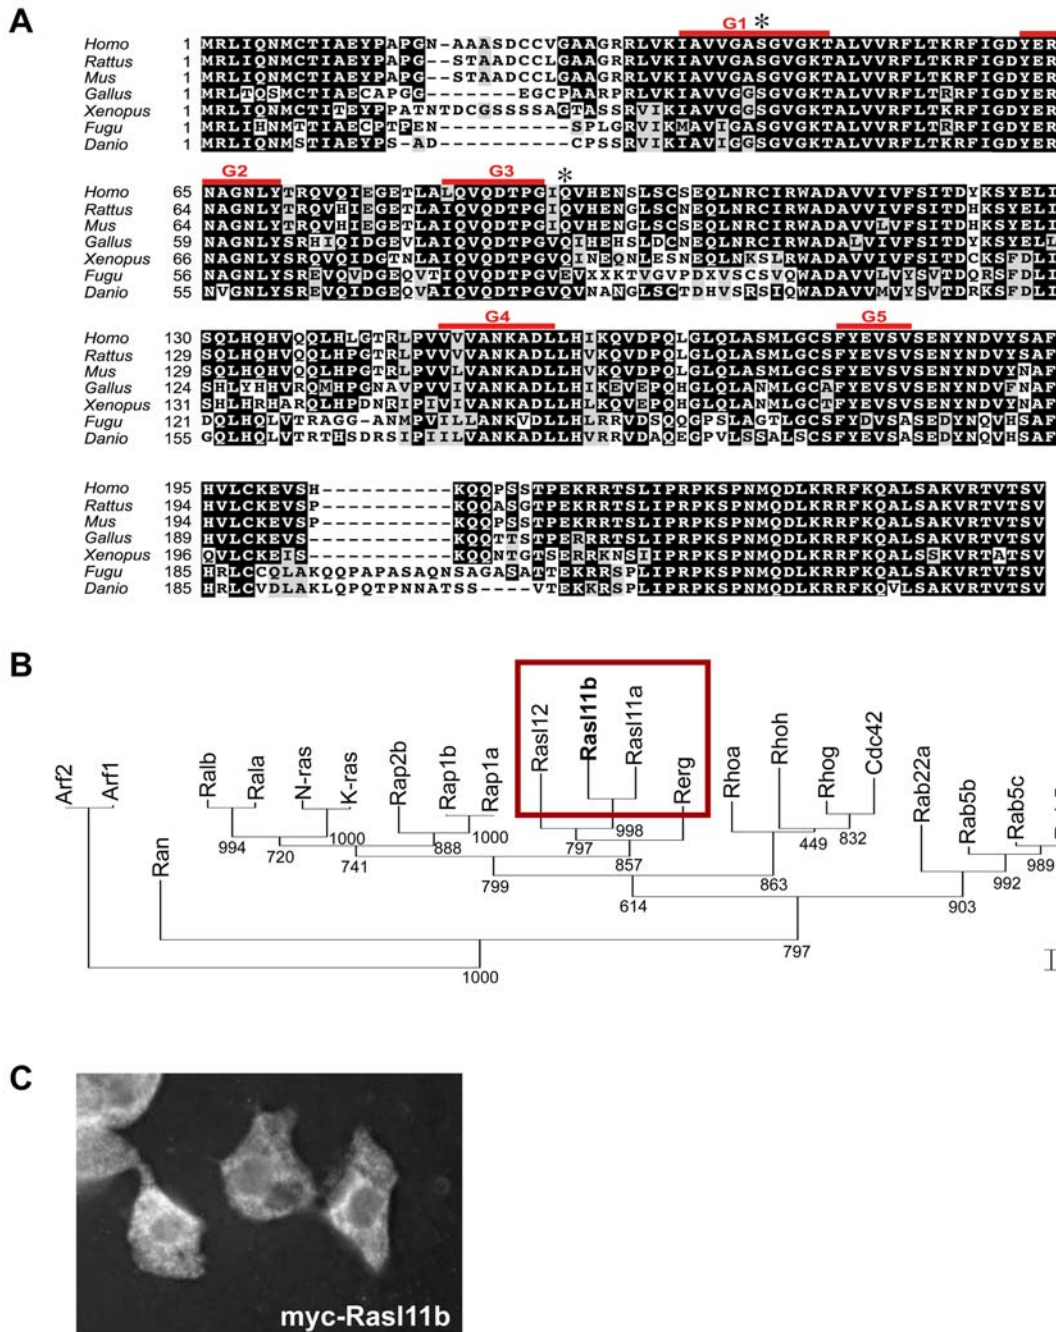 A
G1 *
Homo 1 MRLIQNMCTIAEYPAPGN-AAASDCCVGAAGRRLVKIAVVGASGVGKTALVVRFLTKRFIGDYER
Rattus 1 MRLIQNMCTIAEYPAPG--STAADCCLGAAGRRLVKIAVVGASGVGKTALVVRFLTKRFIGDYER
Mus 1 MRLIQNMCTIAEYPAPG--STAADCCLGAAGRRLVKIAVVGASGVGKTALVVRFLTKRFIGDYER
Gallus 1 MRLTQSMCTIAECAPGG-------EGCPAARPRLVKIAVVGGSGVGKTALVVRFLTRRFIGDYER
Xenopus 1 MRLIQNMCTITEYPPATNTDCGSSSSAGTASSRVIKIAVVGGSGVGKTALVVRFLTKRFIGDYER
Fugu 1 MRLIHNMTTIAECPTPEN-----------SPLGRVIKMAVIGASGVGKTALVVRFLTRRFIGDYER
Danio 1 MRLIQNMSTIAEYPS-AD-----------CPSSRVIKIAVIGGSGVGKTALVVRFLTKRFIGDYER
G2 G3 *
Homo 65 NAGNLYTRQVQIEGETLALQVQDTPGIQVHENSLSCSEQLNRCIRWADAVVIVFSITDYKSYELI
Rattus 64 NAGNLYTRQVHIEGETLAIQVQDTPGIQVHENGLSCNEQLNRCIRWADAVVIVFSITDHKSYELI
Mus 64 NAGNLYTRQVHIEGETLAIQVQDTPGIQVHENGLSCNEQLNRCIRWADAVVLVFSITDHKSYELI
Gallus 59 NAGNLYSRHIQIDGEVLAIQVQDTPGVQIHEHSLDCNEQLNRCIRWADALVIVFSITDYKSYELL
Xenopus 66 NAGNLYSRQVQIDGTNLAIQVQDTPGVQINEQNLESNEQLNKSLRWADAVVIVFSITDCKSFDLI
Fugu 56 NAGNLYSREVQVDGEQVTIQVQDTPGVEVXXKTVGVPDXVSCSVQWADAVVLVYSVTDQRSFDLI
Danio 55 NVGNLYSREVQIDGEQVAIQVQDTPGVQVNANGLSCTDHVSRSIQWADAVVMVYSVTDRKSFDLI
G4 G5
Homo 130 SQLHQHVQQLHLGTRLPVVVVANKADLLHIKQVDPQLGLQLASMLGCSFYEVSVSENYNDVYSAF
Rattus 129 SQLHQHVQQLHPGTRLPVVVVANKADLLHVKQVDPQLGLQLASMLGCSFYEVSVSENYNDVYSAF
Mus 129 SQLHQHVQQLHPGTRLPVVLVANKADLLHVKQVDPQLGLQLASMLGCSFYEVSVSENYNDVYNAF
Gallus 124 SHLYHHVRQMHPGNAVPVVIVANKADLLHIKEVEPQHGLQLANMLGCAFYEVSVSENYNDVFNAF
Xenopus 131 SHLHRHARQLHPDNRIPIVIVANKADLLHLKQVEPQHGLQLANMLGCTFYEVSVSENYNDVYNAF
Fugu 121 DQLHQLVTRAGG-ANMPVILLANKVDLLHLRRVDSQQGPSLAGTLGCSFYDVSASEDYNQVHSAF
Danio 155 GQLHQLVTRTHSDRSIPIILVANKADLLHVRRVDAQEGPVLSSALSCSFYEVSASEDYNQVHSAF
Homo 195 HVLCKEVSH-----------KQQPSSTPEKRRTSLIPRPKSPNMQDLKRRFKQALSAKVRTVTSV
Rattus 194 HVLCKEVSP-----------KQQASGTPEKRRTSLIPRPKSPNMQDLKRRFKQALSAKVRTVTSV
Mus 194 HVLCKEVSP-----------KQQPSSTPEKRRTSLIPRPKSPNMQDLKRRFKQALSAKVRTVTSV
Gallus 189 HVLCKEVS------------KQQTTSTPERRRTSLIPRPKSPNMQDLKRRFKQALSAKVRTVTSV
Xenopus 196 QVLCKEIS------------KQQNTGTSERRKNSIIPRPKSPNMQDLKRRFKQALSSKVRTATSV
Fugu 185 HRLCCQLAKQQPAPASAQNSAGASATTEKRRSPLIPRPKSPNMQDLKRRFKQALSAKVRTVTSV
Danio 185 HRLCVDLAKLQPQTPNNATSS----VTEKKRSPLIPRPKSPNMQDLKRRFKQVLSAKVRTVTSV
B
Arf2 Arf1 Ran Ralb Rala N-ras K-ras Rap2b Rap1b Rap1a Rasl12 Rasl11b Rasl11a Rerg Rhoa Rhoh Rhog Cdc42 Rab22a Rab5b Rab5c
994 720 1000 741 888 1000 799 797 998 857 614 863 449 832 903 992 989
797
1000
C
myc-Rasl11b